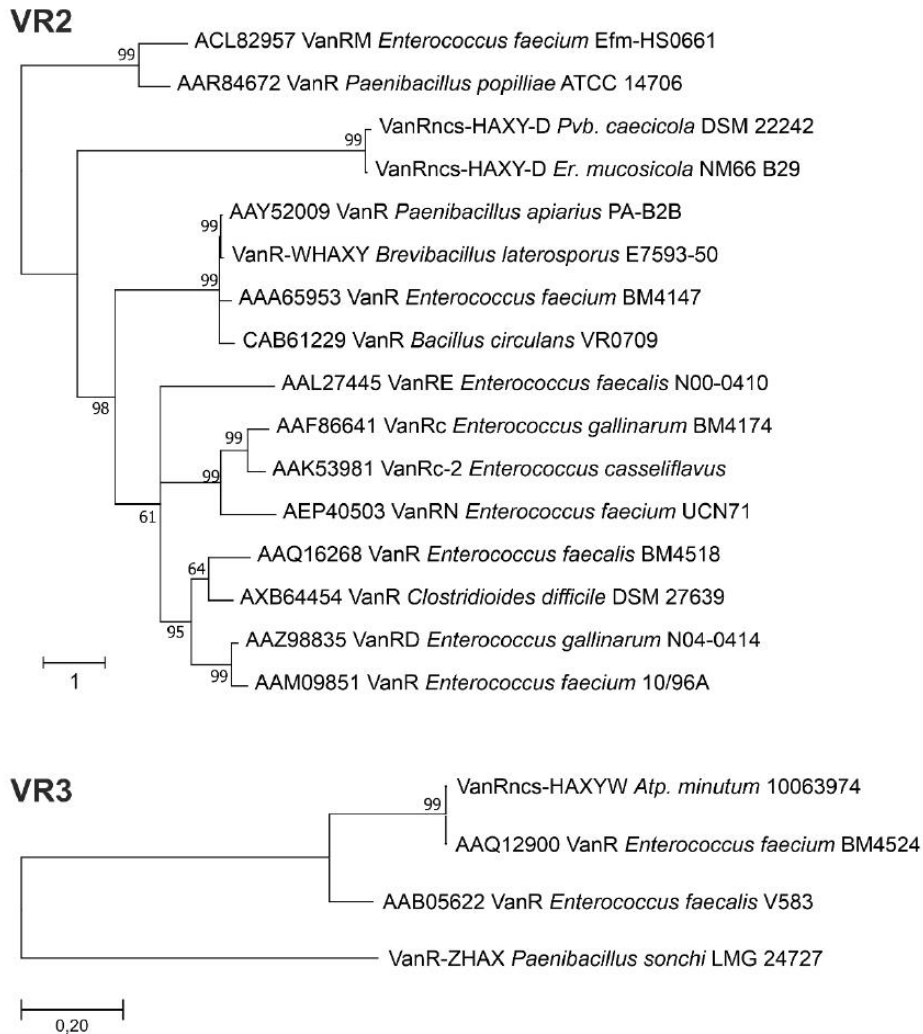 VR2
99
ACL82957 VanRM Enterococcus faecium Efm-HS0661
AAR84672 VanR Paenibacillus popilliae ATCC 14706
VanRncs-HAXY-D Pvb. caecicola DSM 22242
99
VanRncs-HAXY-D Er. mucosicola NM66 B29
99
AAY52009 VanR Paenibacillus apiarius PA-B2B
VanR-WHAXY Brevibacillus laterosporus E7593-50
99
AAA65953 VanR Enterococcus faecium BM4147
CAB61229 VanR Bacillus circulans VR0709
AAL27445 VanRE Enterococcus faecalis N00-0410
98
99
AAF86641 VanRc Enterococcus gallinarum BM4174
99
AAK53981 VanRc-2 Enterococcus casseliflavus
AEP40503 VanRN Enterococcus faecium UCN71
61
AAQ16268 VanR Enterococcus faecalis BM4518
64
AXB64454 VanR Clostridioides difficile DSM 27639
95
AAZ98835 VanRD Enterococcus gallinarum N04-0414
99
AAM09851 VanR Enterococcus faecium 10/96A
1
VR3
VanRncs-HAXYW Atp. minutum 10063974
99
AAQ12900 VanR Enterococcus faecium BM4524
AAB05622 VanR Enterococcus faecalis V583
VanR-ZHAX Paenibacillus sonchi LMG 24727
0,20